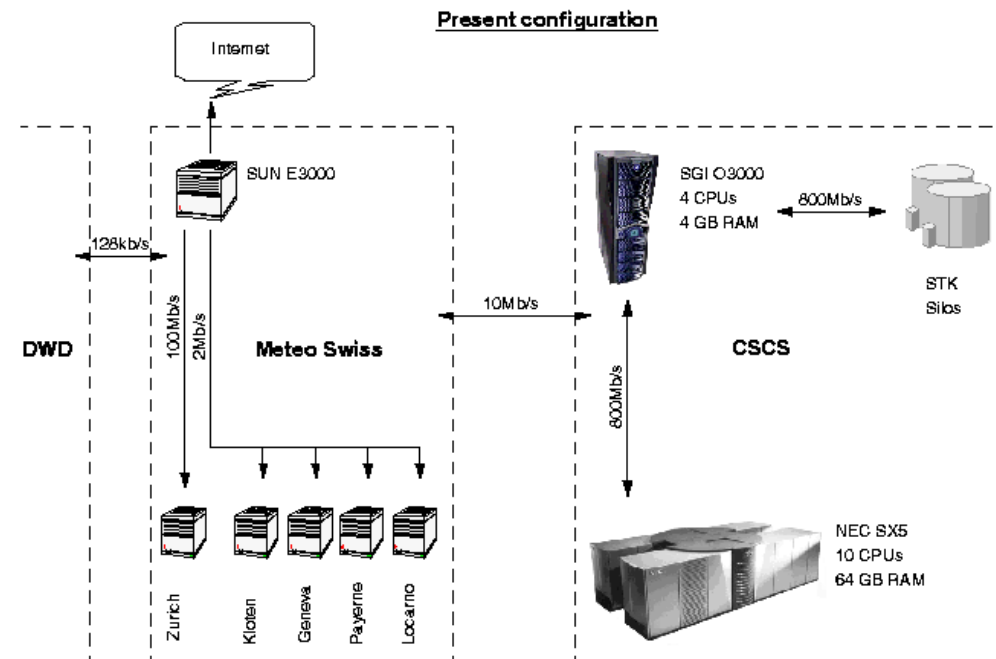 Present configuration
Internet
SUN E3000
SGI O3000
4 CPUs
4 GB RAM
800Mb/s
STK
Silos
128kb/s
100Mb/s
2Mb/s
10Mb/s
DWD
Meteo Swiss
CSCS
800Mb/s
NEC SX5
10 CPUs
64 GB RAM
Zurich
Kloten
Geneva
Payerne
Locarno